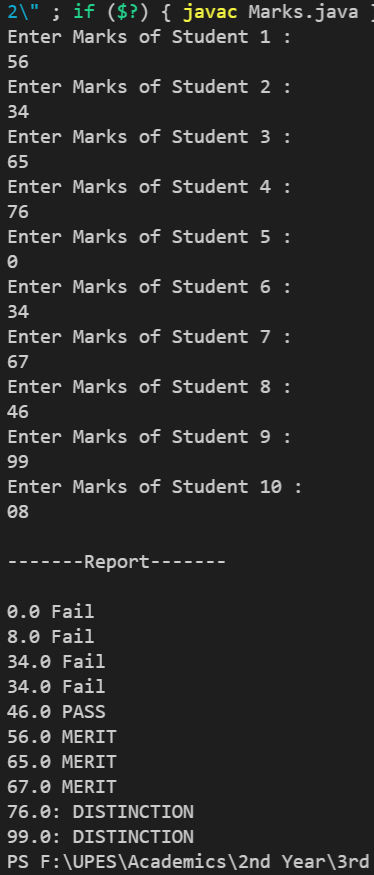 2\" ; if ($?) { javac Marks.java }
Enter Marks of Student 1 :
56
Enter Marks of Student 2 :
34
Enter Marks of Student 3 :
65
Enter Marks of Student 4 :
76
Enter Marks of Student 5 :
0
Enter Marks of Student 6 :
34
Enter Marks of Student 7 :
67
Enter Marks of Student 8 :
46
Enter Marks of Student 9 :
99
Enter Marks of Student 10 :
08
-------Report-------
0.0 Fail
8.0 Fail
34.0 Fail
34.0 Fail
46.0 PASS
56.0 MERIT
65.0 MERIT
67.0 MERIT
76.0: DISTINCTION
99.0: DISTINCTION
PS F:\UPES\Academics\2nd Year\3rd